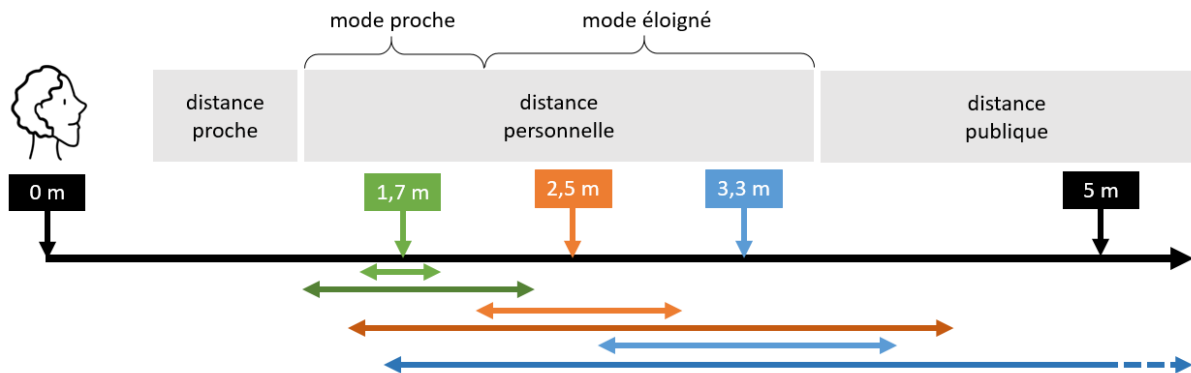 mode proche
mode éloigné
distance
proche
distance
personnelle
distance
publique
0 m
1,7 m
2,5 m
3,3 m
5 m